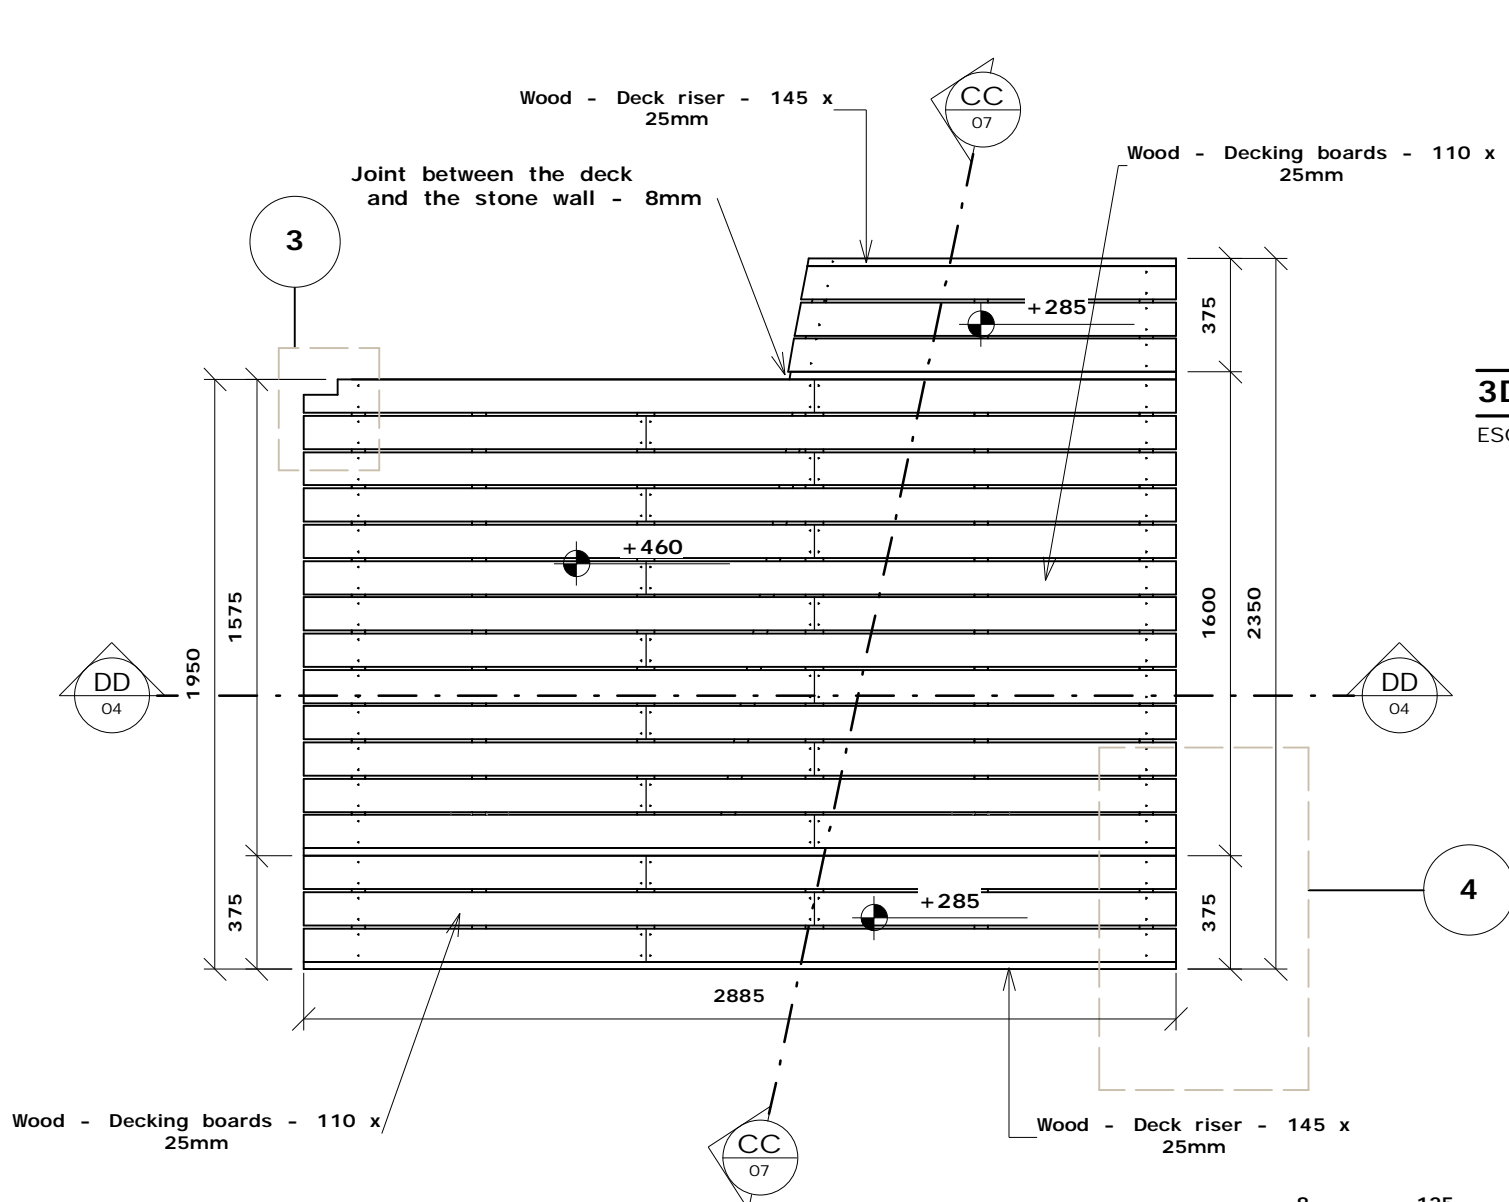 CC
07
Wood - Deck riser - 145 x
25mm
Wood - Decking boards - 110 x
25mm
Joint between the deck
and the stone wall - 8mm
3
+285
375
3D
ESC
+460
1575
1600
2350
1950
DD
04
DD
04
375
+285
375
4
2885
Wood - Decking boards - 110 x
25mm
Wood - Deck riser - 145 x
25mm
CC
07